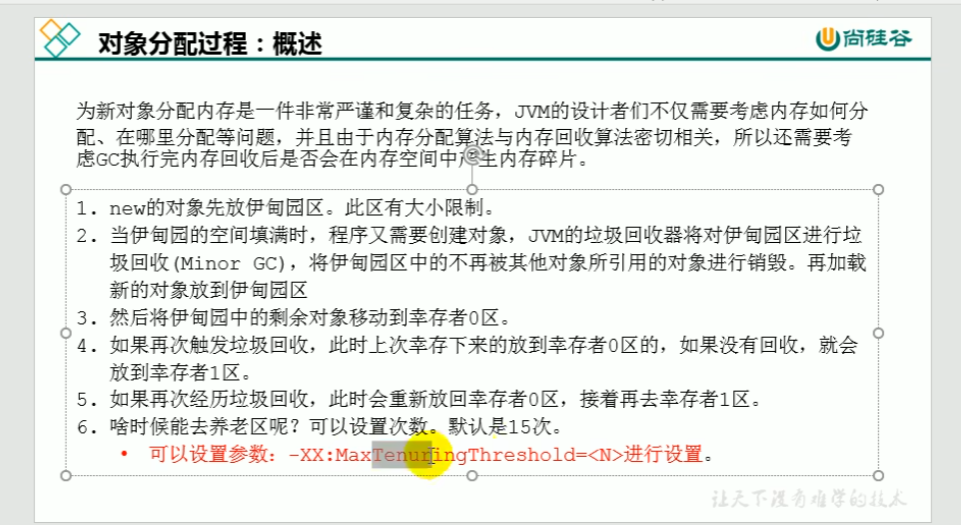 对象分配过程：概述
尚硅谷
为新对象分配内存是一件非常严谨和复杂的任务，JVM的设计者们不仅需要考虑内存如何分
配、在哪里分配等问题，并且由于内存分配算法与内存回收算法密切相关，所以还需要考
虑GC执行完内存回收后是否会在内存空间中产生内存碎片。
1. new的对象先放伊甸园区。此区有大小限制。
2. 当伊甸园的空间填满时，程序又需要创建对象，JVM的垃圾回收器将对伊甸园区进行垃
圾回收(Minor GC)，将伊甸园区中的不再被其他对象所引用的对象进行销毁。再加载
新的对象放到伊甸园区
3. 然后将伊甸园中的剩余对象移动到幸存者0区。
4. 如果再次触发垃圾回收，此时上次幸存下来的放到幸存者0区的，如果没有回收，就会
放到幸存者1区。
5. 如果再次经历垃圾回收，此时会重新放回幸存者0区，接着再去幸存者1区。
6. 啥时候能去养老区呢？可以设置次数。默认是15次。
• 可以设置参数：-XX:MaxTenuringThreshold=<N>进行设置。
让天下没有难学的技术